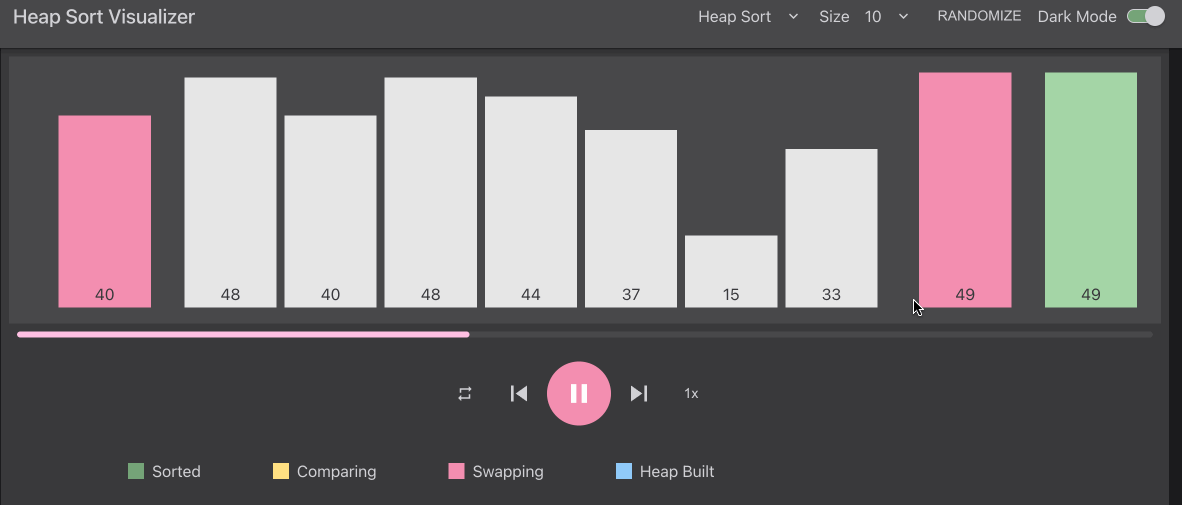 Heap Sort Visualizer Heap Sort Size 10 RANDOMIZE Dark Mode
40 48 40 48 44 37 15 33 49 49
1x
Sorted Comparing Swapping Heap Built